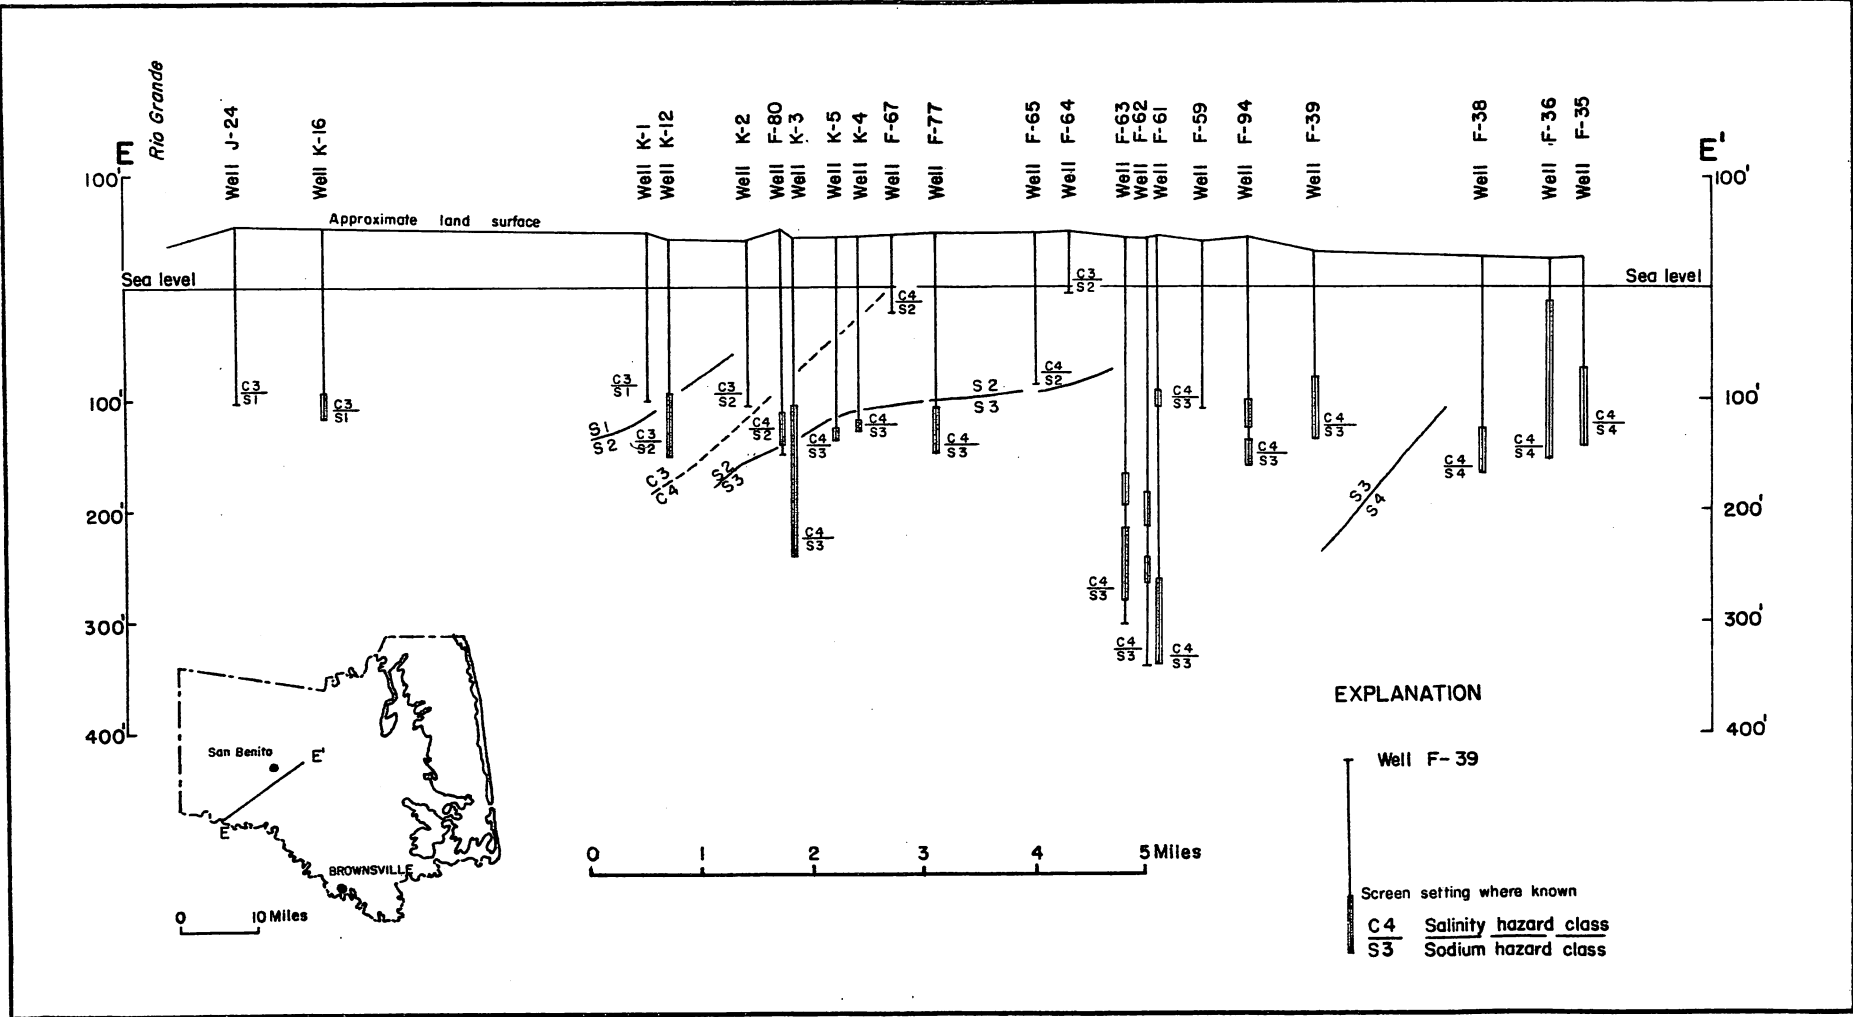 E
Rio Grande
Well J-24
Well K-16
Well K-1
Well K-12
Well K-2
Well F-80
Well K-3
Well K-5
Well K-4
Well F-67
Well F-77
Well F-65
Well F-64
Well F-63
Well F-62
Well F-61
Well F-59
Well F-94
Well F-39
Well F-38
Well F-36
Well F-35
E'
100'
100'
Approximate land surface
Sea level
Sea level
C3
S1
C3
S1
C3
S1
S1
S2
C3
S2
C3
C4
C3
S2
S2
S3
C4
S2
C4
S3
C4
S3
C4
S3
C4
S2
S2
S3
C4
S3
C4
S2
C3
S2
C4
S3
C4
S3
C4
S3
C4
S3
C4
S3
C4
S3
S3
S4
C4
S4
C4
S4
C4
S4
100'
200'
300'
400'
100'
200'
300'
400'
San Benito
E'
E
BROWNSVILLE
0 10 Miles
0 1 2 3 4 5 Miles
EXPLANATION
Well F-39
Screen setting where known
C4 Salinity hazard class
S3 Sodium hazard class